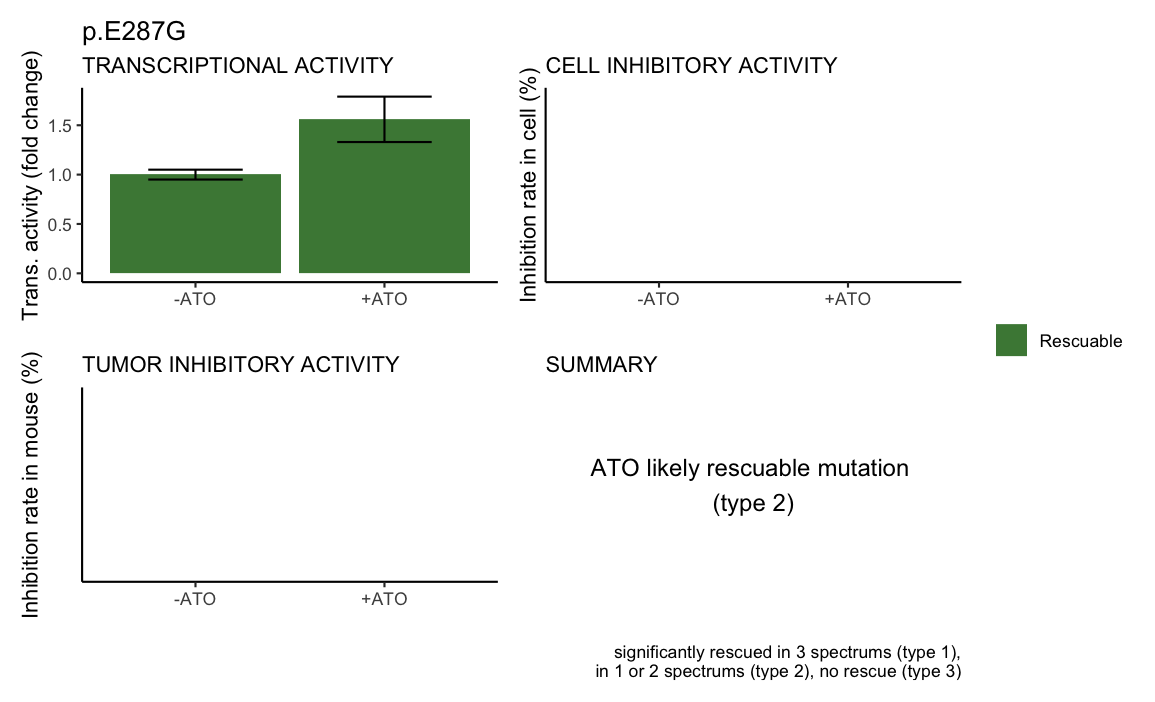 p.E287G
TRANSCRIPTIONAL ACTIVITY
Trans. activity (fold change)
1.5
1.0
0.5
0.0
-ATO
+ATO
CELL INHIBITORY ACTIVITY
Inhibition rate in cell (%)
-ATO
+ATO
Rescuable
TUMOR INHIBITORY ACTIVITY
Inhibition rate in mouse (%)
-ATO
+ATO
SUMMARY
ATO likely rescuable mutation
(type 2)
significantly rescued in 3 spectrums (type 1),
in 1 or 2 spectrums (type 2), no rescue (type 3)